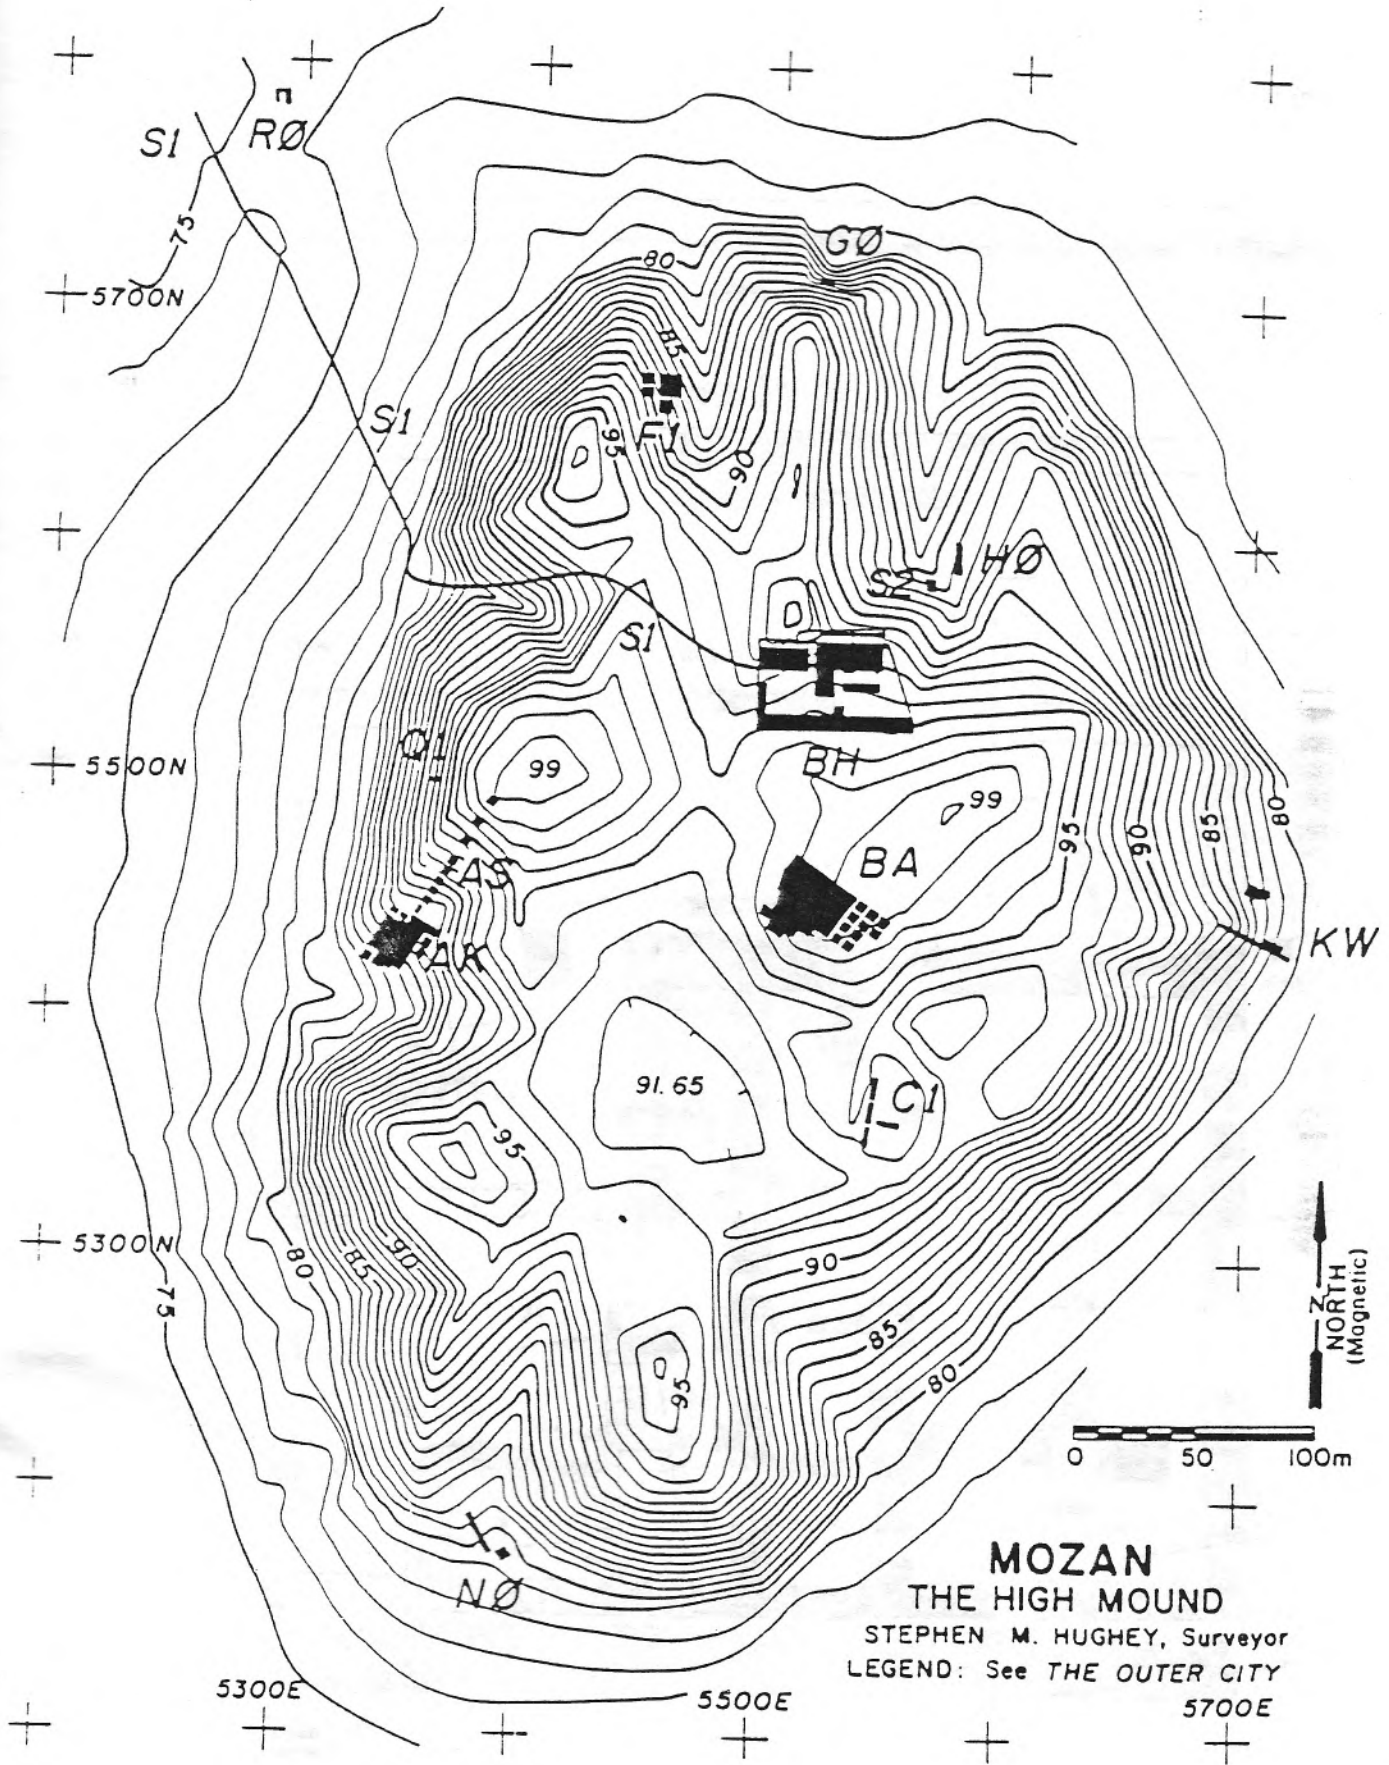 S1
RØ
75
GØ
80
5700N
85
S1
95
F1
90
HØ
S2
S1
Q1
5500N
99
BH
99
95
90
85
80
BA
AS
AK
KW
91.65
C1
95
5300N
80
85
90
75
90
85
80
95
N
NORTH
(Magnetic)
0 50 100m
NØ
MOZAN
THE HIGH MOUND
STEPHEN M. HUGHEY, Surveyor
LEGEND: See THE OUTER CITY
5300E
5500E
5700E